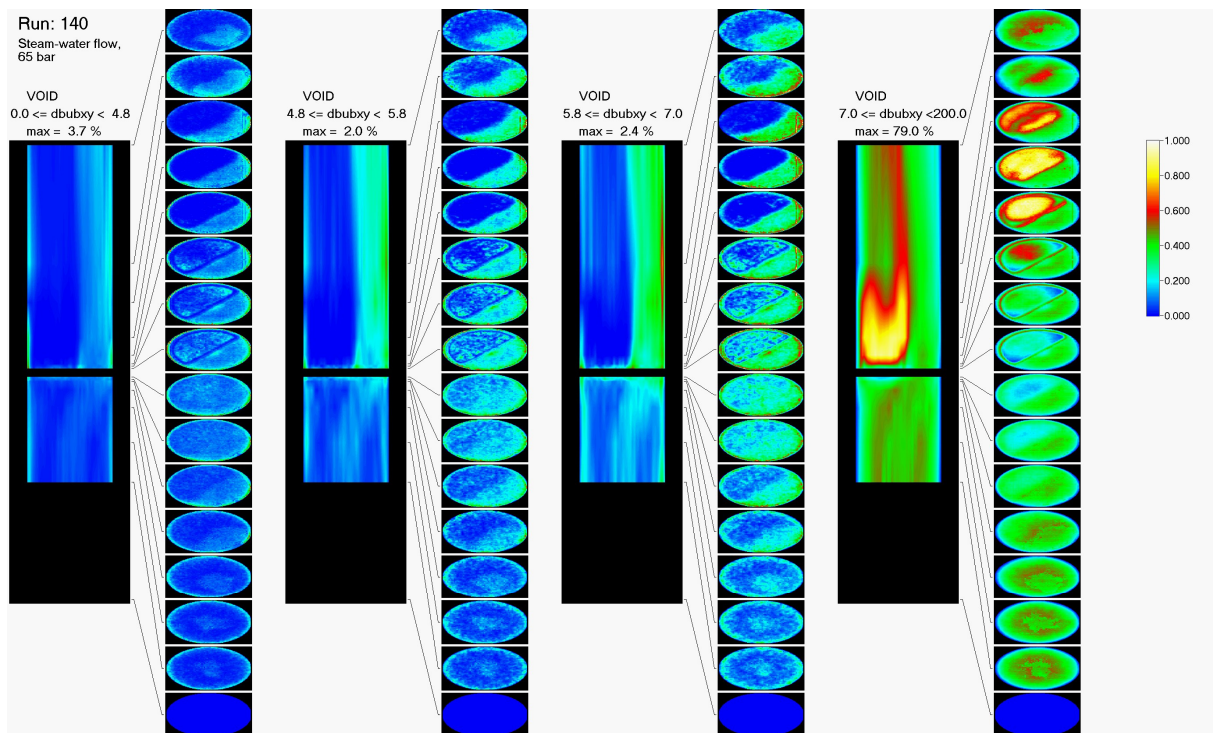 Run: 140
Steam-water flow,
65 bar
VOID
0.0 <= dbubxy < 4.8
max = 3.7 %
VOID
4.8 <= dbubxy < 5.8
max = 2.0 %
VOID
5.8 <= dbubxy < 7.0
max = 2.4 %
VOID
7.0 <= dbubxy <200.0
max = 79.0 %
1.000
0.800
0.600
0.400
0.200
0.000